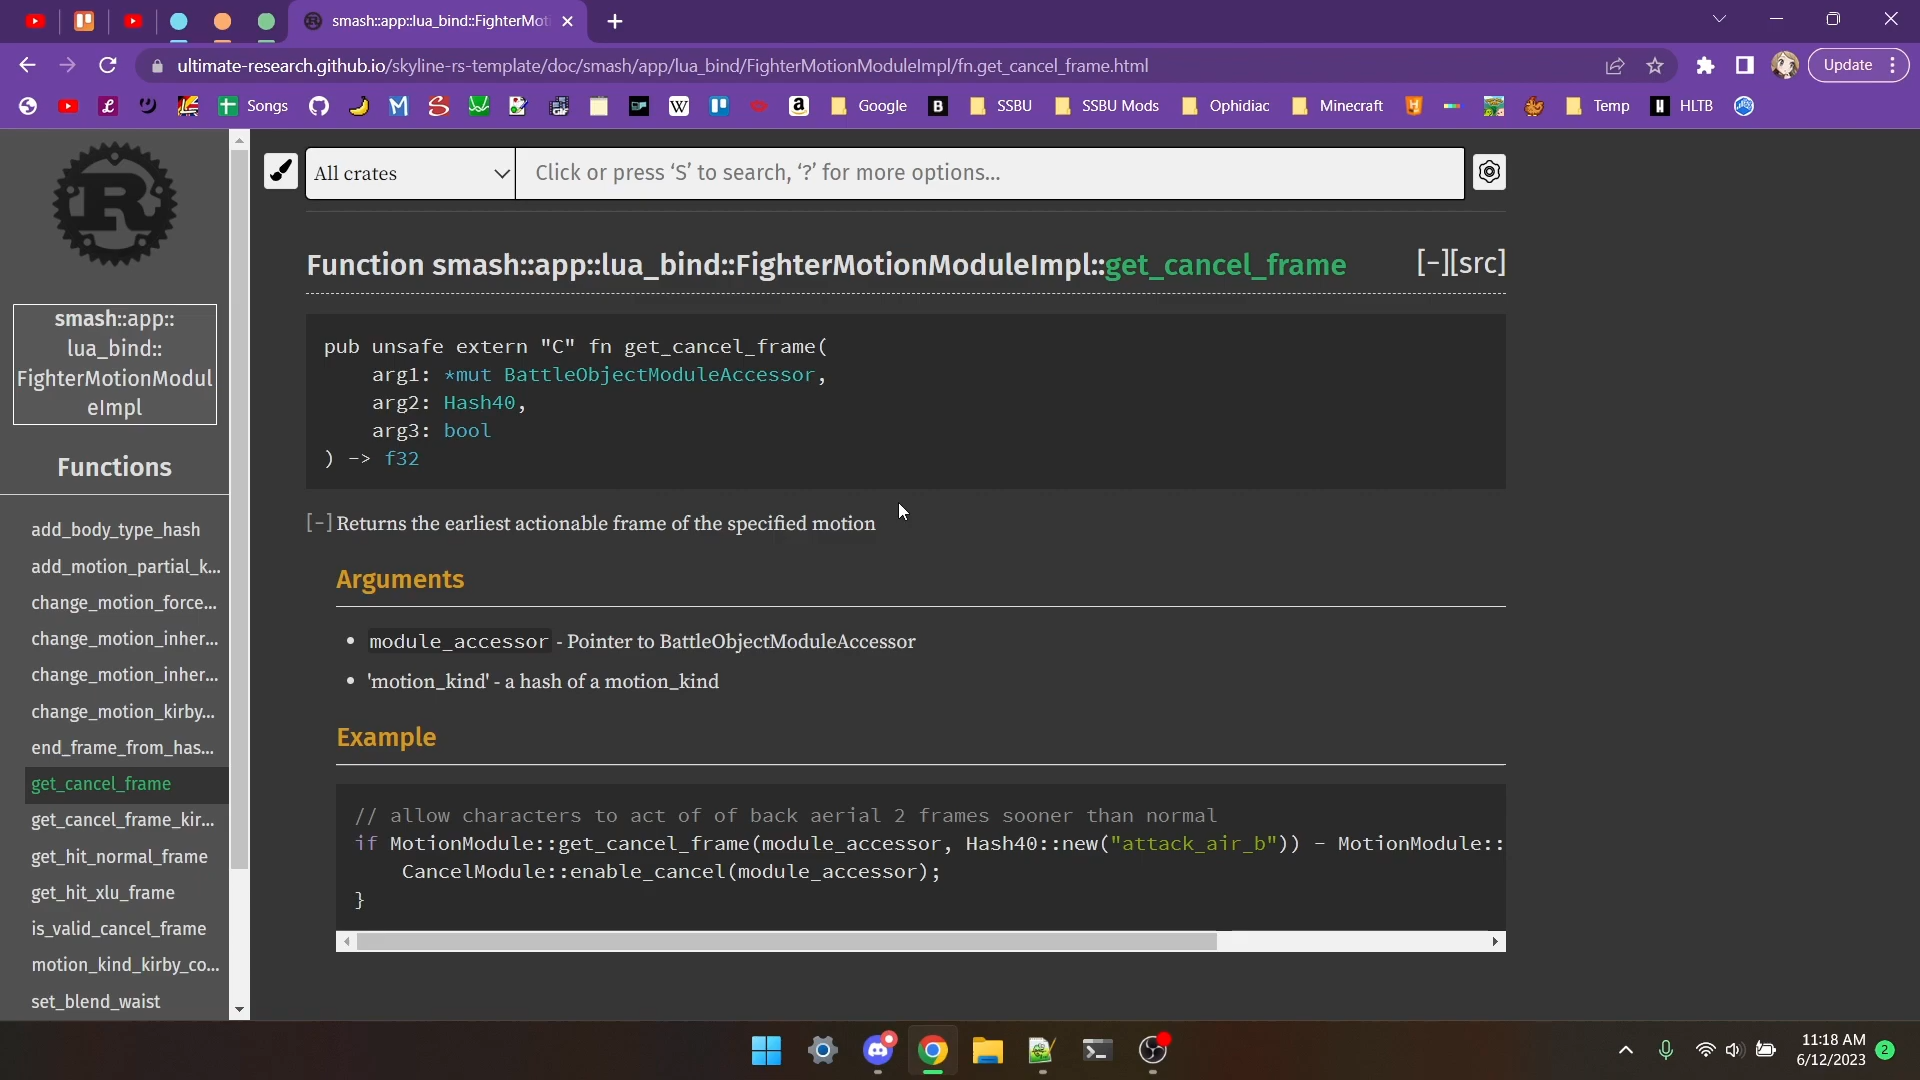 smash::app::lua_bind::FighterMoti
ultimate-research.github.io/skyline-rs-template/doc/smash/app/lua_bind/FighterMotionModuleImpl/fn.get_cancel_frame.html
Update
Songs
Google
SSBU
SSBU Mods
Ophidiac
Minecraft
Temp
HLTB
All crates
Click or press ‘S’ to search, ‘?’ for more options...
smash::app::
lua_bind::
FighterMotionModul
eImpl
Functions
add_body_type_hash
add_motion_partial_k...
change_motion_force...
change_motion_inher...
change_motion_inher...
change_motion_kirby...
end_frame_from_has...
get_cancel_frame
get_cancel_frame_kir...
get_hit_normal_frame
get_hit_xlu_frame
is_valid_cancel_frame
motion_kind_kirby_co...
set_blend_waist
Function smash::app::lua_bind::FighterMotionModuleImpl::get_cancel_frame [-][src]
pub unsafe extern "C" fn get_cancel_frame(
arg1: *mut BattleObjectModuleAccessor,
arg2: Hash40,
arg3: bool
) -> f32
[-] Returns the earliest actionable frame of the specified motion
Arguments
• module_accessor - Pointer to BattleObjectModuleAccessor
• 'motion_kind' - a hash of a motion_kind
Example
// allow characters to act of of back aerial 2 frames sooner than normal
if MotionModule::get_cancel_frame(module_accessor, Hash40::new("attack_air_b")) - MotionModule::
CancelModule::enable_cancel(module_accessor);
}
11:18 AM
6/12/2023
2